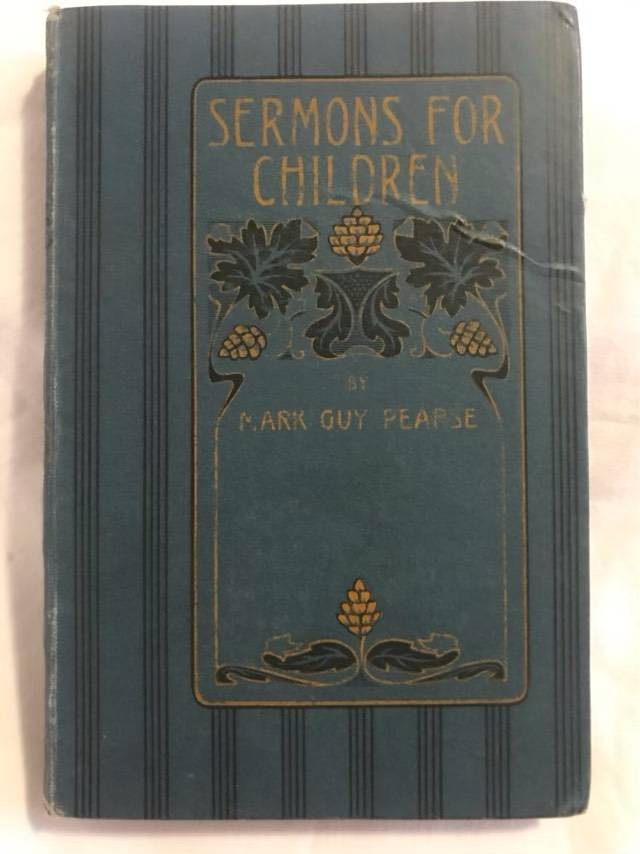 SERMONS FOR
CHILDREN
BY
MARK GUY PEARSE